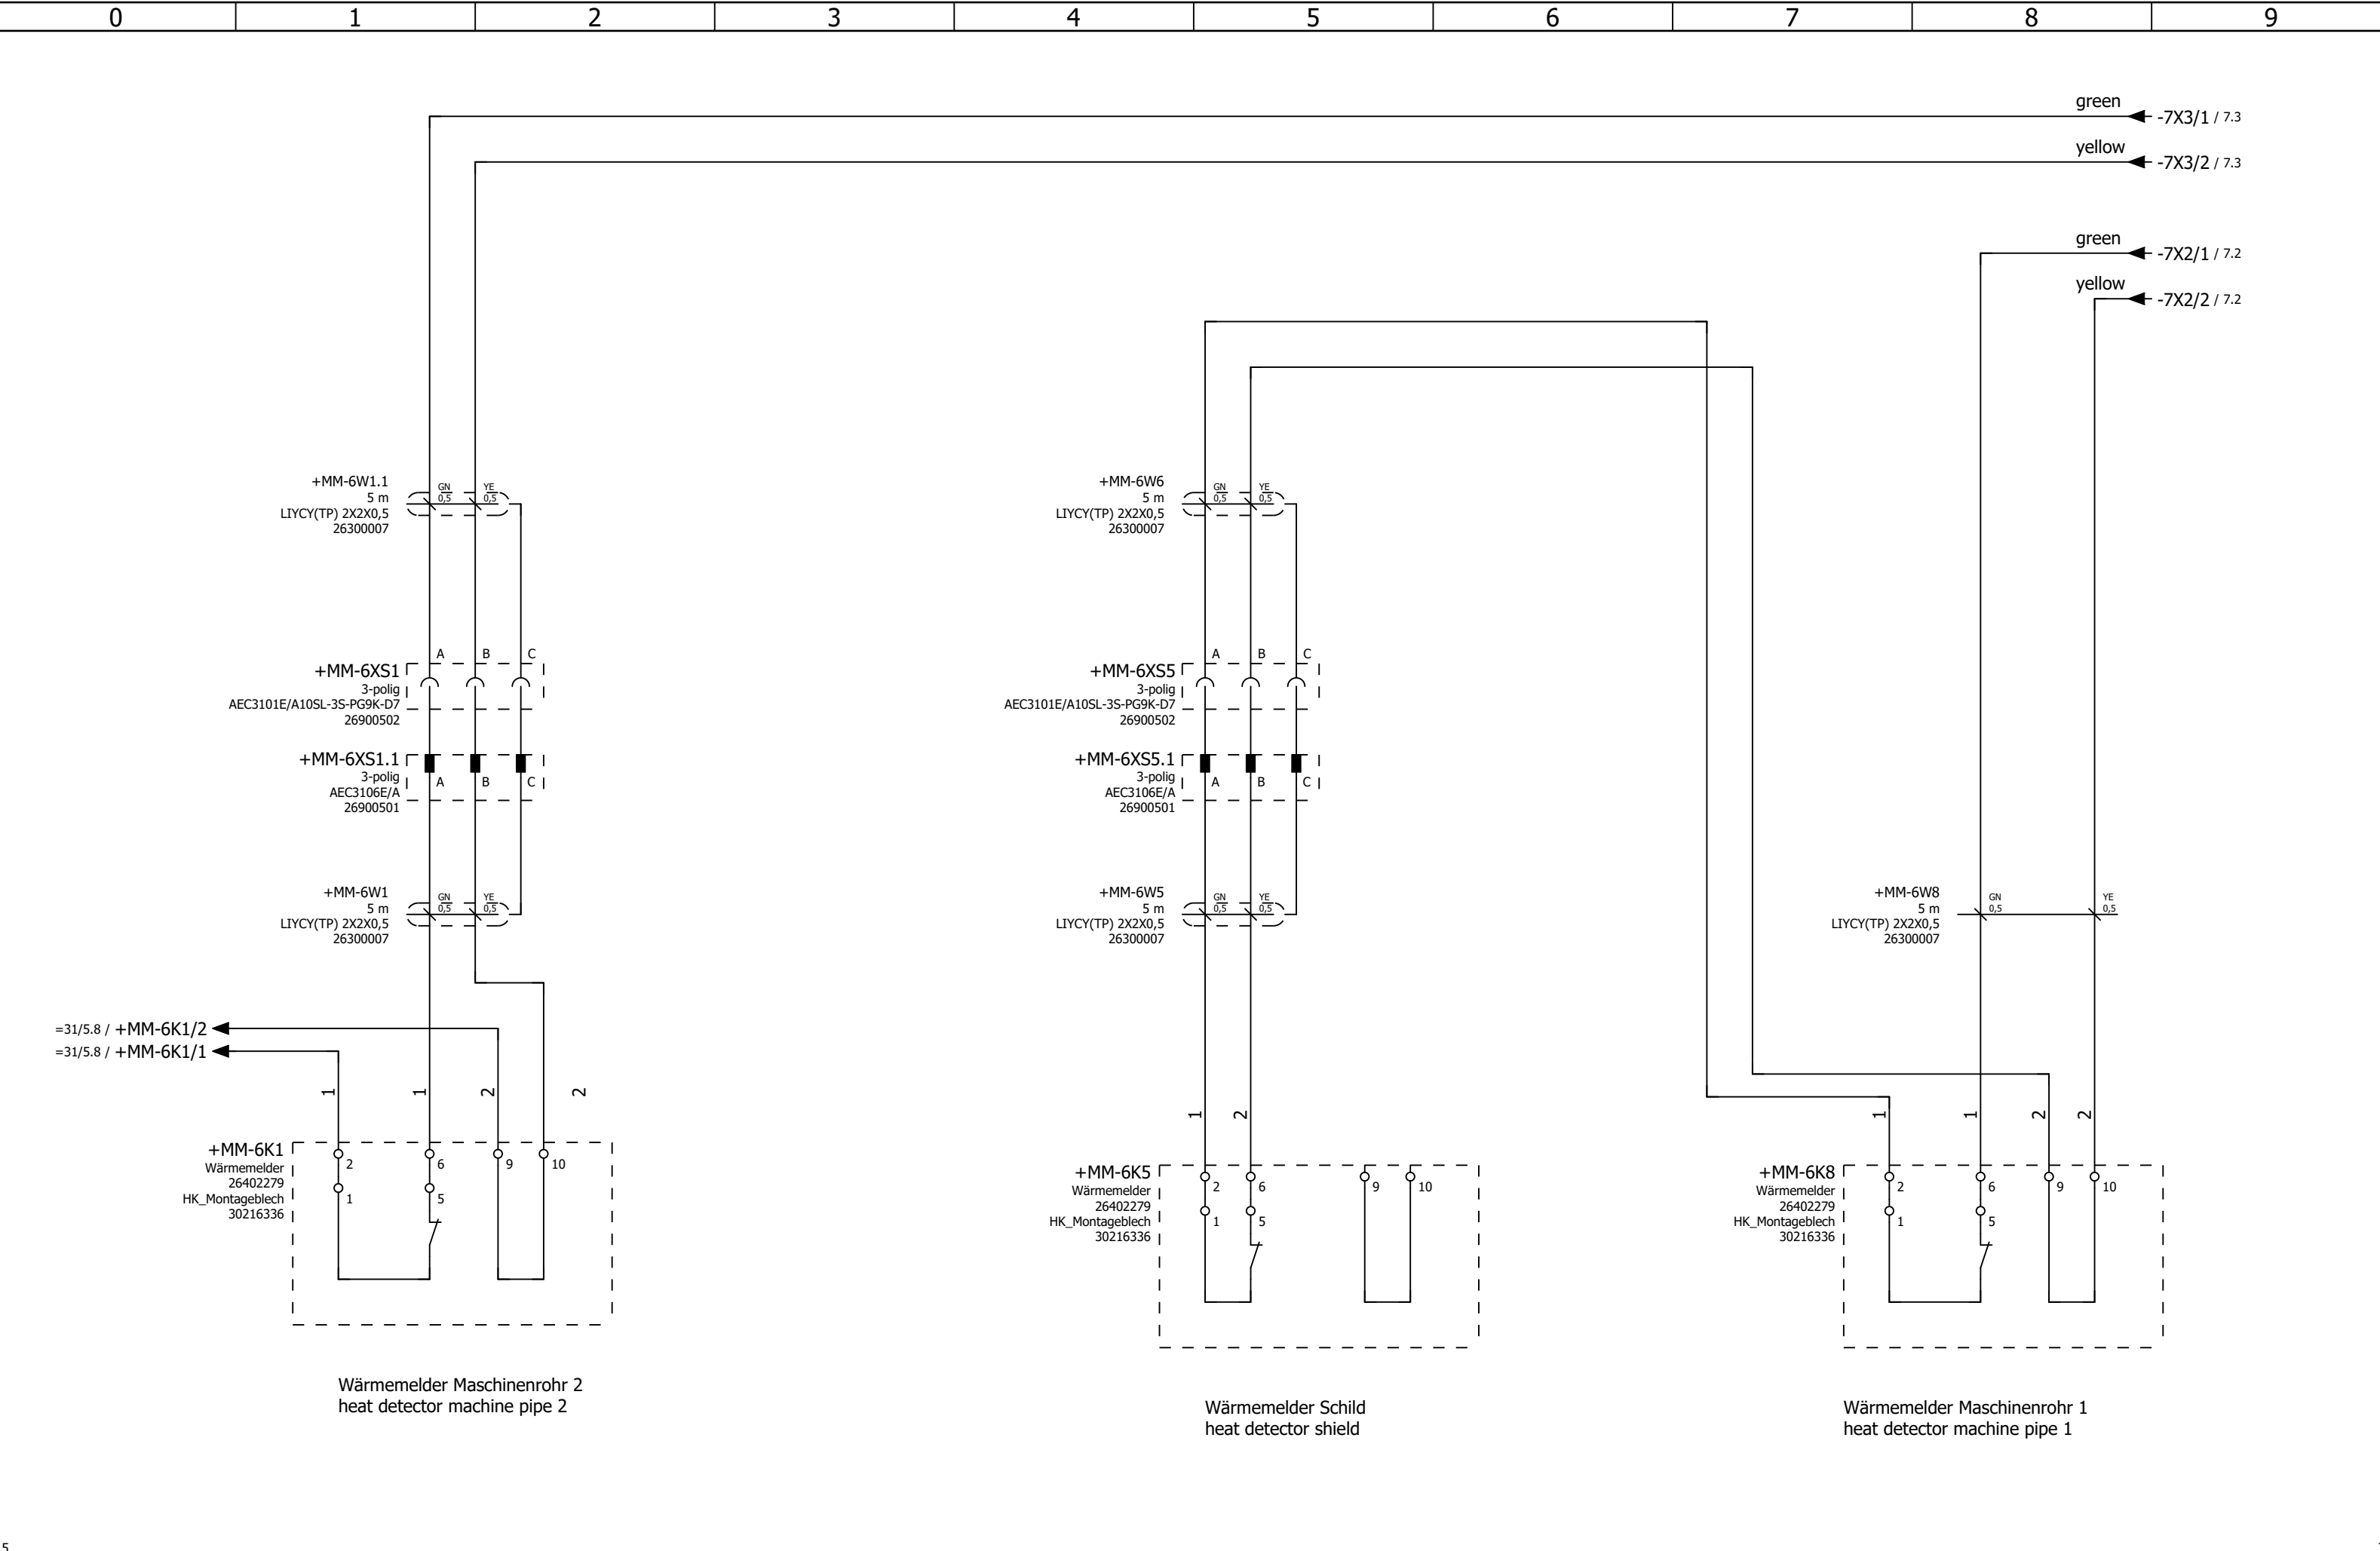 0 1 2 3 4 5 6 7 8 9
green
-7X3/1 / 7.3
yellow
-7X3/2 / 7.3
green
-7X2/1 / 7.2
yellow
-7X2/2 / 7.2
+MM-6W1.1
5 m
LIYCY(TP) 2X2X0,5
26300007
GN
0,5
YE
0,5
+MM-6W6
5 m
LIYCY(TP) 2X2X0,5
26300007
GN
0,5
YE
0,5
A B C
+MM-6XS1
3-polig
AEC3101E/A10SL-3S-PG9K-D7
26900502
A B C
+MM-6XS5
3-polig
AEC3101E/A10SL-3S-PG9K-D7
26900502
+MM-6XS1.1
3-polig
AEC3106E/A
26900501
A B C
+MM-6XS5.1
3-polig
AEC3106E/A
26900501
A B C
+MM-6W1
5 m
LIYCY(TP) 2X2X0,5
26300007
GN
0,5
YE
0,5
+MM-6W5
5 m
LIYCY(TP) 2X2X0,5
26300007
GN
0,5
YE
0,5
+MM-6W8
5 m
LIYCY(TP) 2X2X0,5
26300007
GN
0,5
YE
0,5
=31/5.8 / +MM-6K1/2
=31/5.8 / +MM-6K1/1
1 1 2 2
1 2
1 1 2 2
+MM-6K1
Wärmemelder
26402279
HK_Montageblech
30216336
2 6 9 10
1 5
+MM-6K5
Wärmemelder
26402279
HK_Montageblech
30216336
2 6 9 10
1 5
+MM-6K8
Wärmemelder
26402279
HK_Montageblech
30216336
2 6 9 10
1 5
Wärmemelder Maschinenrohr 2
heat detector machine pipe 2
Wärmemelder Schild
heat detector shield
Wärmemelder Maschinenrohr 1
heat detector machine pipe 1
5